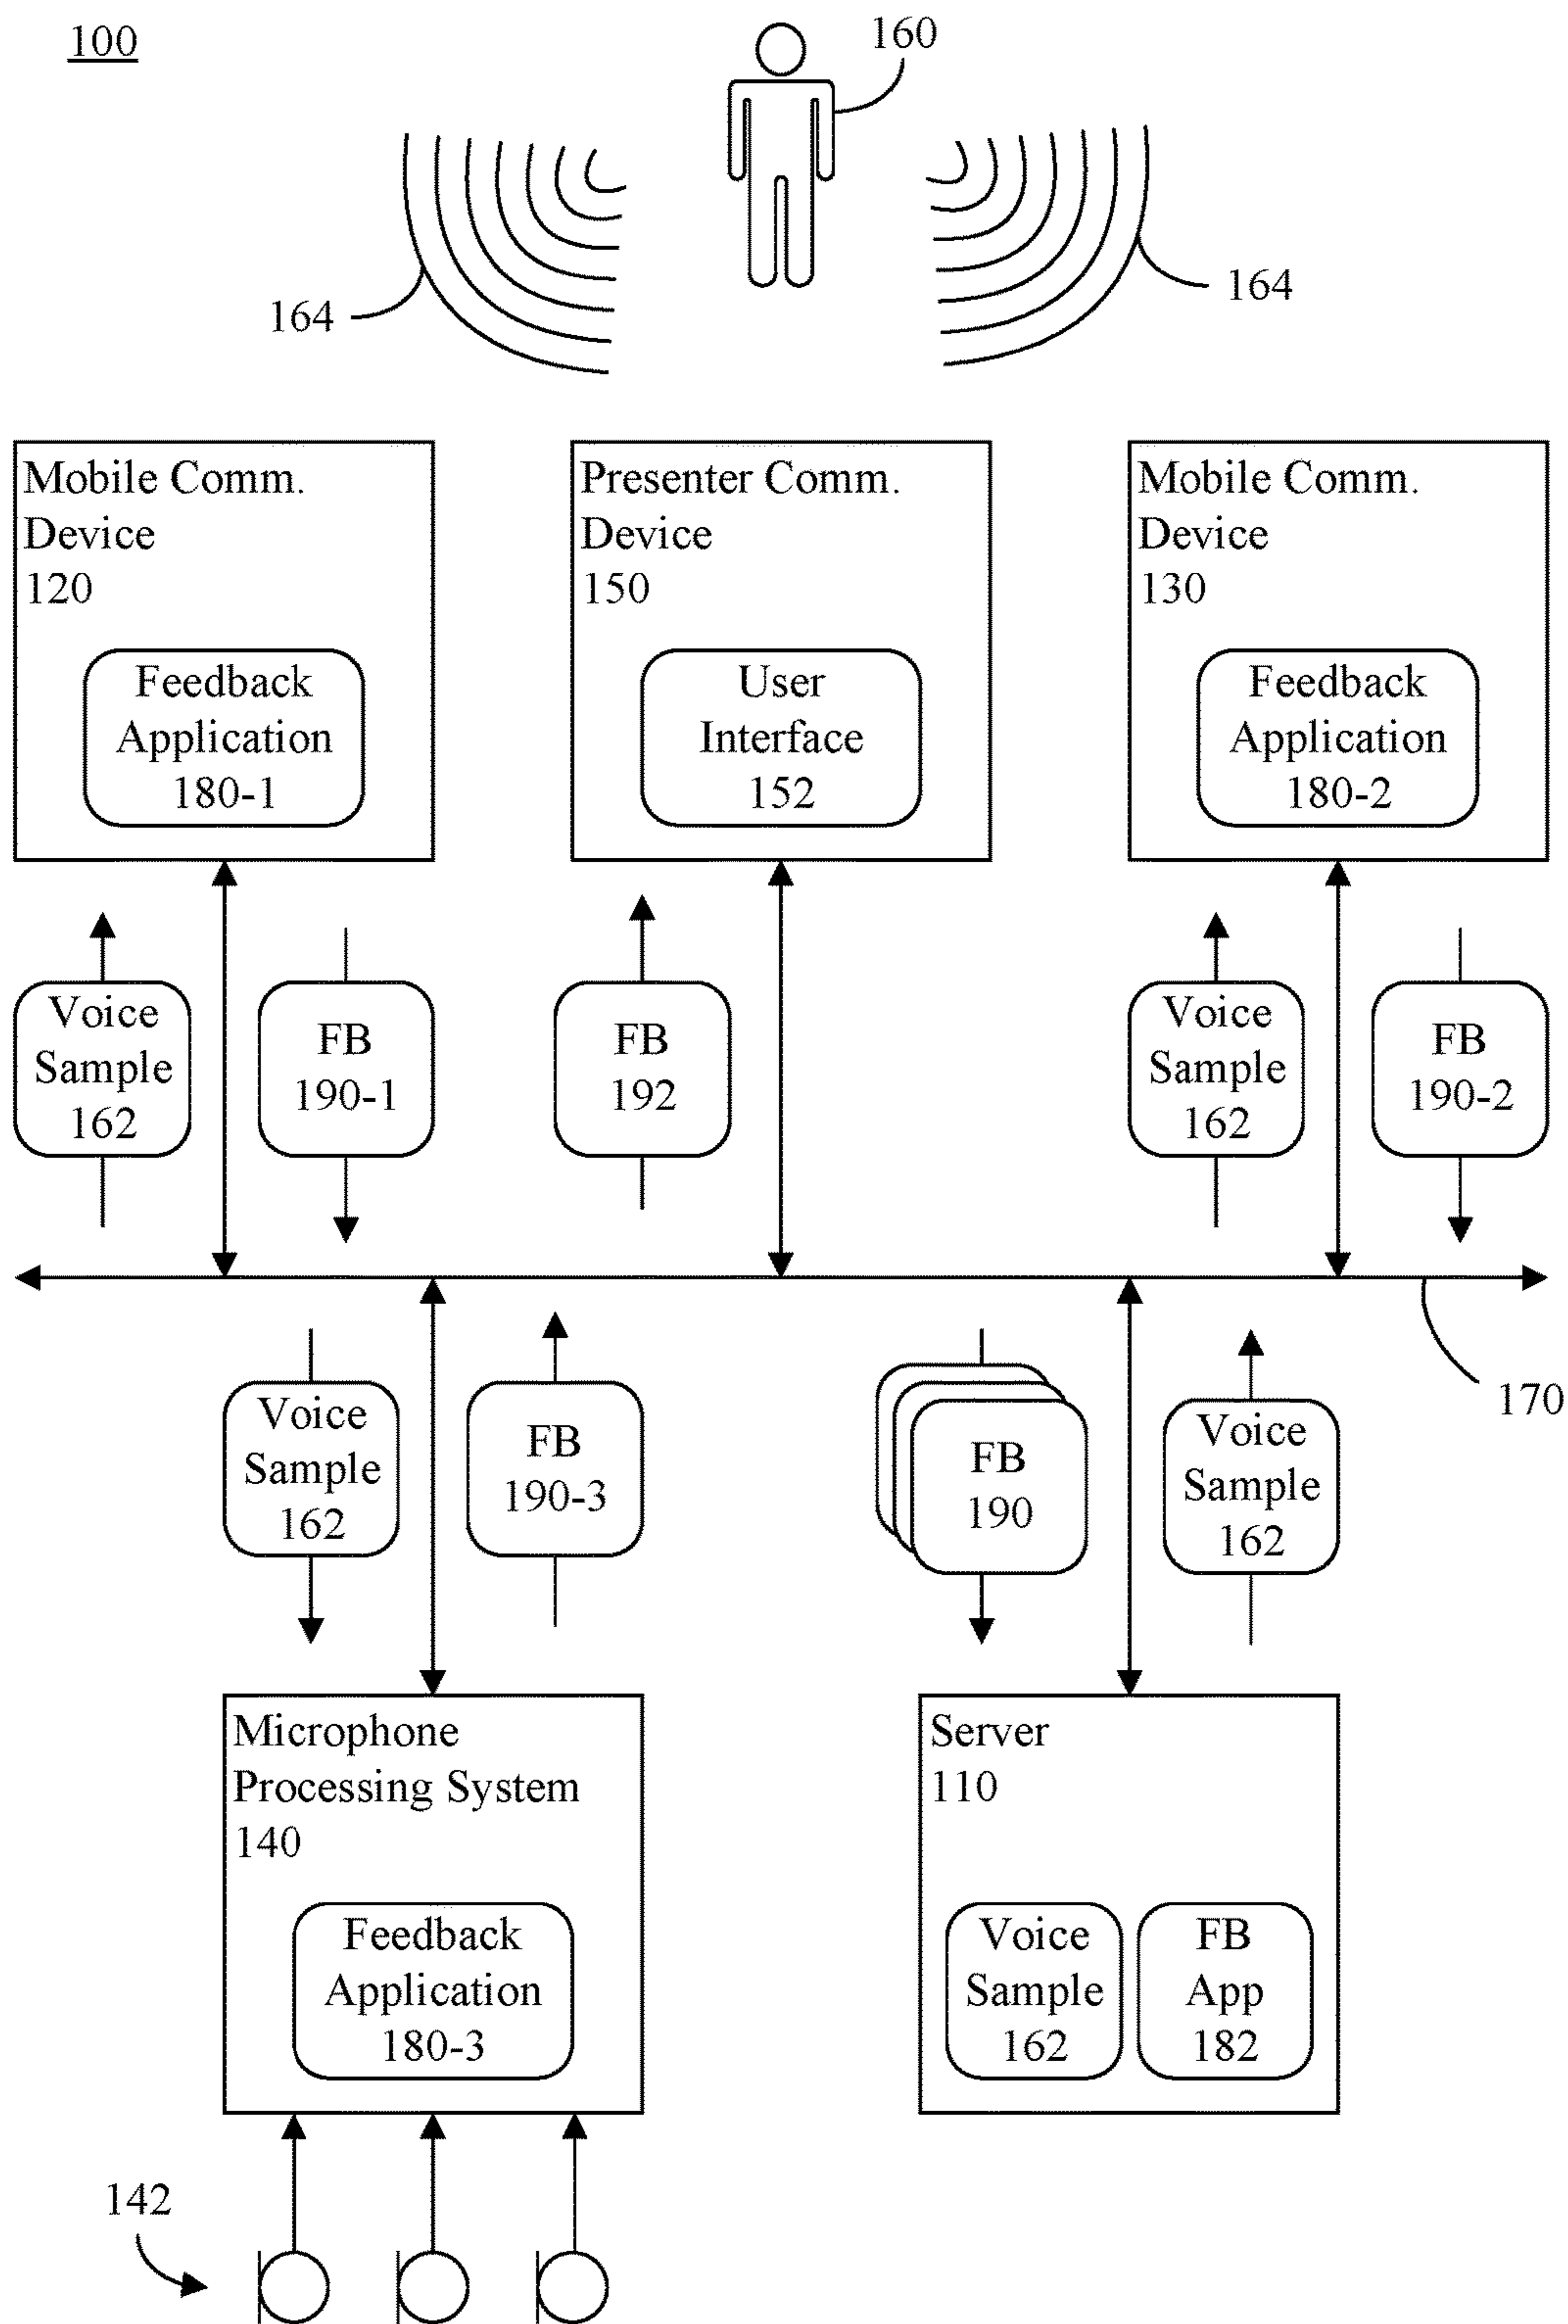 100
160
164
164
Mobile Comm.
Device
120
Feedback
Application
180-1
Presenter Comm.
Device
150
User
Interface
152
Mobile Comm.
Device
130
Feedback
Application
180-2
Voice
Sample
162
FB
190-1
FB
192
Voice
Sample
162
FB
190-2
170
Voice
Sample
162
FB
190-3
FB
190
Voice
Sample
162
Microphone
Processing System
140
Feedback
Application
180-3
Server
110
Voice
Sample
162
FB
App
182
142